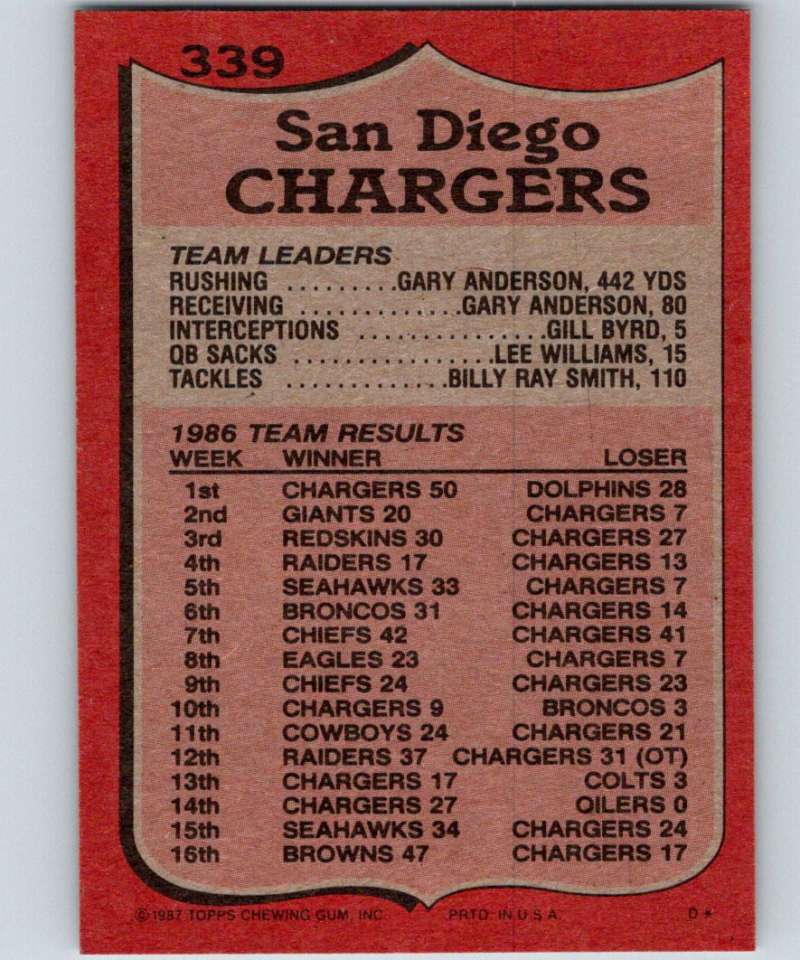 339
San Diego
CHARGERS
TEAM LEADERS
RUSHING .........GARY ANDERSON, 442 YDS
RECEIVING .............GARY ANDERSON, 80
INTERCEPTIONS ...............GILL BYRD, 5
QB SACKS .................LEE WILLIAMS, 15
TACKLES .............BILLY RAY SMITH, 110
1986 TEAM RESULTS
WEEK WINNER LOSER
1st CHARGERS 50 DOLPHINS 28
2nd GIANTS 20 CHARGERS 7
3rd REDSKINS 30 CHARGERS 27
4th RAIDERS 17 CHARGERS 13
5th SEAHAWKS 33 CHARGERS 7
6th BRONCOS 31 CHARGERS 14
7th CHIEFS 42 CHARGERS 41
8th EAGLES 23 CHARGERS 7
9th CHIEFS 24 CHARGERS 23
10th CHARGERS 9 BRONCOS 3
11th COWBOYS 24 CHARGERS 21
12th RAIDERS 37 CHARGERS 31 (OT)
13th CHARGERS 17 COLTS 3
14th CHARGERS 27 OILERS 0
15th SEAHAWKS 34 CHARGERS 24
16th BROWNS 47 CHARGERS 17
©1987 TOPPS CHEWING GUM, INC. PRTD. IN U.S.A. D*